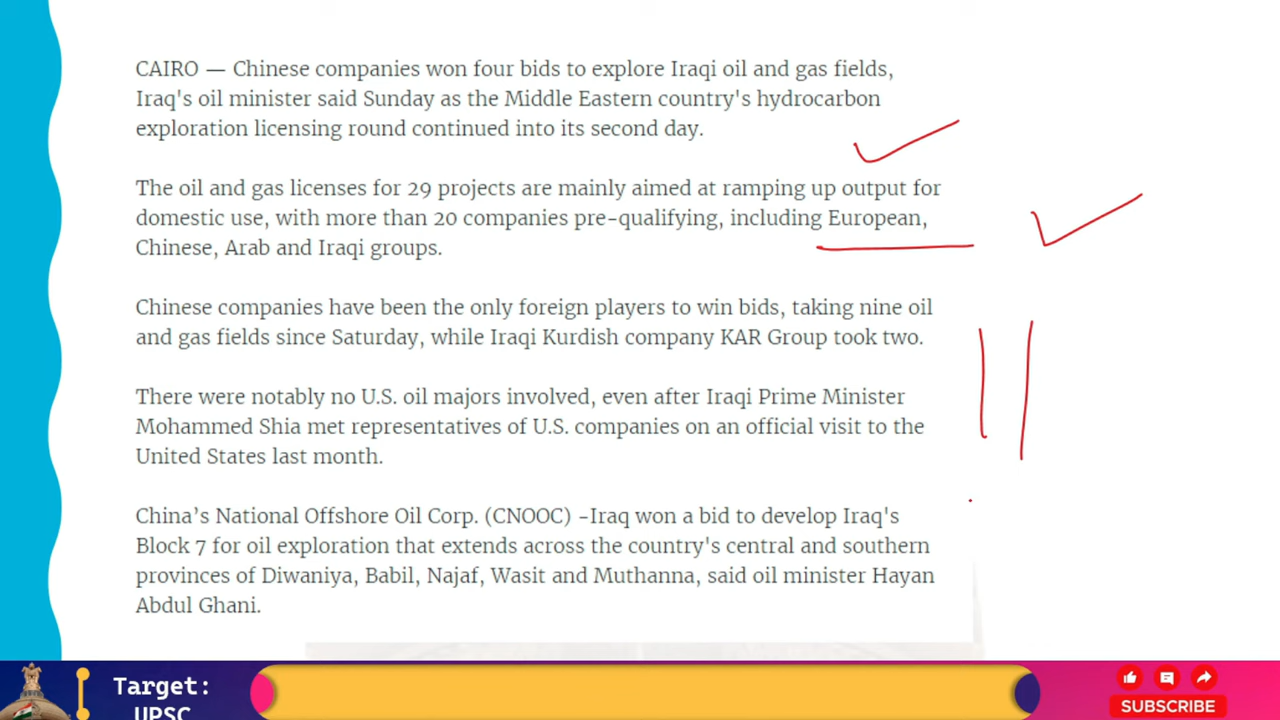 CAIRO — Chinese companies won four bids to explore Iraqi oil and gas fields,
Iraq's oil minister said Sunday as the Middle Eastern country's hydrocarbon
exploration licensing round continued into its second day.
The oil and gas licenses for 29 projects are mainly aimed at ramping up output for
domestic use, with more than 20 companies pre-qualifying, including European,
Chinese, Arab and Iraqi groups.
Chinese companies have been the only foreign players to win bids, taking nine oil
and gas fields since Saturday, while Iraqi Kurdish company KAR Group took two.
There were notably no U.S. oil majors involved, even after Iraqi Prime Minister
Mohammed Shia met representatives of U.S. companies on an official visit to the
United States last month.
China's National Offshore Oil Corp. (CNOOC) -Iraq won a bid to develop Iraq's
Block 7 for oil exploration that extends across the country's central and southern
provinces of Diwaniya, Babil, Najaf, Wasit and Muthanna, said oil minister Hayan
Abdul Ghani.
Target:
UPSC
SUBSCRIBE